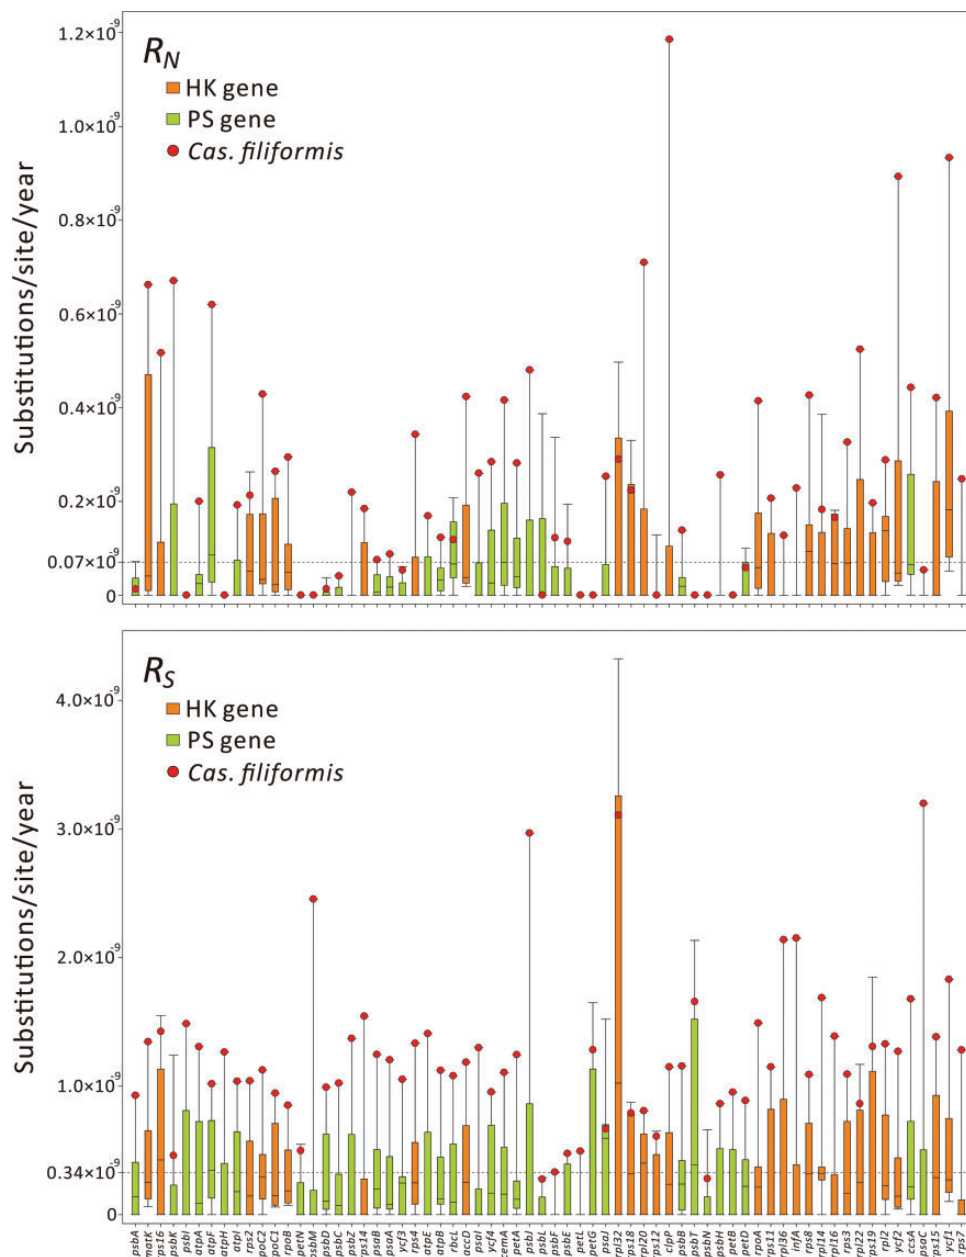 R_N
HK gene
PS gene
Cas. filiformis
Substitutions/site/year
1.2×10⁻⁹
1.0×10⁻⁹
0.8×10⁻⁹
0.6×10⁻⁹
0.4×10⁻⁹
0.2×10⁻⁹
0.07×10⁻⁹
0
R_S
HK gene
PS gene
Cas. filiformis
Substitutions/site/year
4.0×10⁻⁹
3.0×10⁻⁹
2.0×10⁻⁹
1.0×10⁻⁹
0.34×10⁻⁹
0
psbA
matK
rps16
psbK
psbI
atpA
atpF
atpH
atpI
rps2
rpoC2
rpoC1
rpoB
petN
psbM
psbD
psbC
psbZ
rps14
psaB
psaA
ycf3
rps4
atpE
atpB
rbcL
accD
psaI
ycf4
cemA
petA
psbJ
psbL
psbF
psbE
petL
petG
psaJ
rpl32
rps18
rpl20
rps12
clpP
psbB
psbT
psbN
psbH
petB
petD
rpoA
rps11
rpl36
infA
rps8
rpl14
rpl16
rps3
rpl22
rps19
rpl2
ycf2
ccsA
psaC
rps15
ycf1
rps7